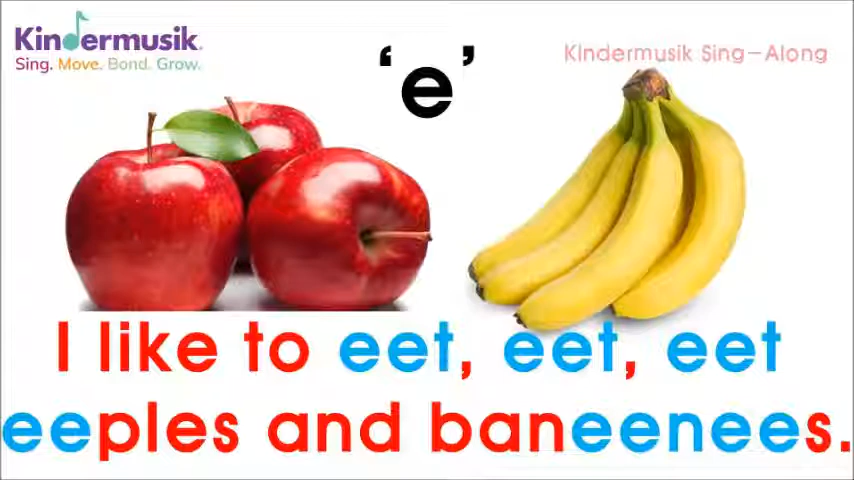 Kindermusik
Sing. Move. Bond. Grow.
'e'
Kindermusik Sing-Along
I like to eet, eet, eet
eeples and baneenees.